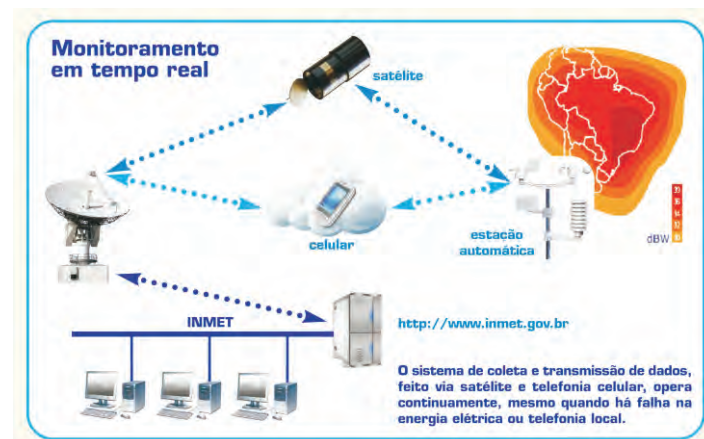 Monitoramento
em tempo real
satélite
celular
estação
automática
dBW
INMET
http://www.inmet.gov.br
O sistema de coleta e transmissão de dados,
feito via satélite e telefonia celular, opera
continuamente, mesmo quando há falha na
energia elétrica ou telefonia local.